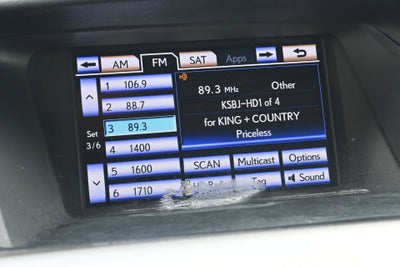 AM FM SAT Apps
1 106.9
2 88.7
Set 3 89.3
3/6
4 1400
5 1600
6 1710
89.3 MHz Other
KSBJ-HD1 of 4
for KING + COUNTRY
Priceless
SCAN Multicast Options
Tag Sound